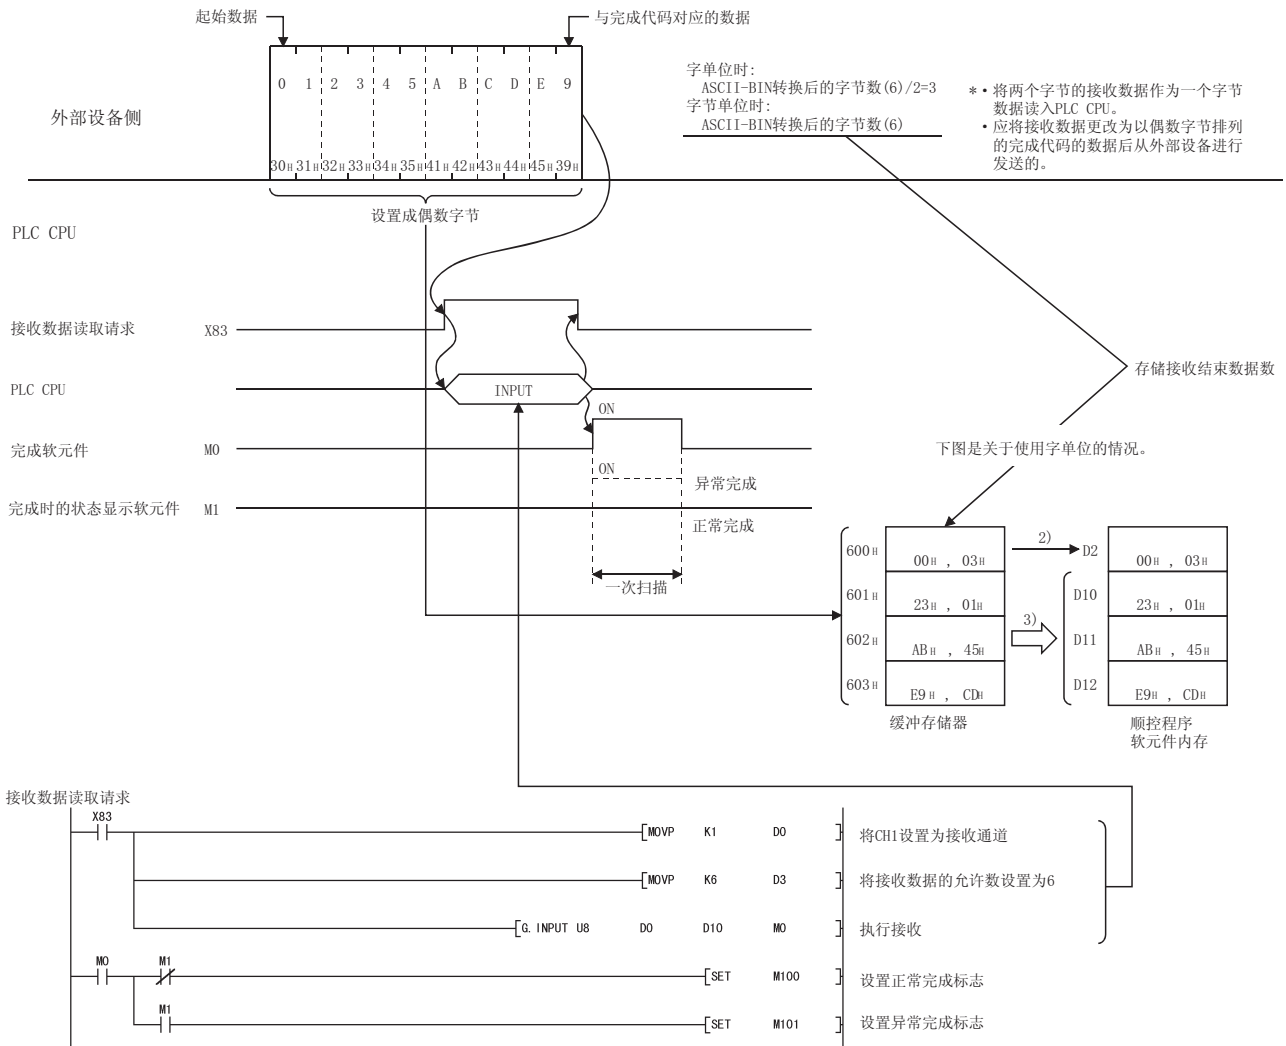 起始数据
与完成代码对应的数据
0 1 2 3 4 5 A B C D E 9
30H 31H 32H 33H 34H 35H 41H 42H 43H 44H 45H 39H
外部设备侧
字单位时:
ASCII-BIN转换后的字节数(6)/2=3
字节单位时:
ASCII-BIN转换后的字节数(6)
*・将两个字节的接收数据作为一个字节
数据读入PLC CPU。
・应将接收数据更改为以偶数字节排列
的完成代码的数据后从外部设备进行
发送的。
设置成偶数字节
PLC CPU
接收数据读取请求 X83
PLC CPU
INPUT
存储接收结束数据数
ON
完成软元件 M0
下图是关于使用字单位的情况。
ON
异常完成
完成时的状态显示软元件 M1
正常完成
一次扫描
600H 00H , 03H 2) D2 00H , 03H
601H 23H , 01H D10 23H , 01H
602H ABH , 45H 3) D11 ABH , 45H
603H E9H , CDH D12 E9H , CDH
缓冲存储器
顺控程序
软元件内存
接收数据读取请求
X83
MOVP K1 D0 将CH1设置为接收通道
MOVP K6 D3 将接收数据的允许数设置为6
G.INPUT U8 D0 D10 M0 执行接收
M0 M1
SET M100 设置正常完成标志
M1
SET M101 设置异常完成标志